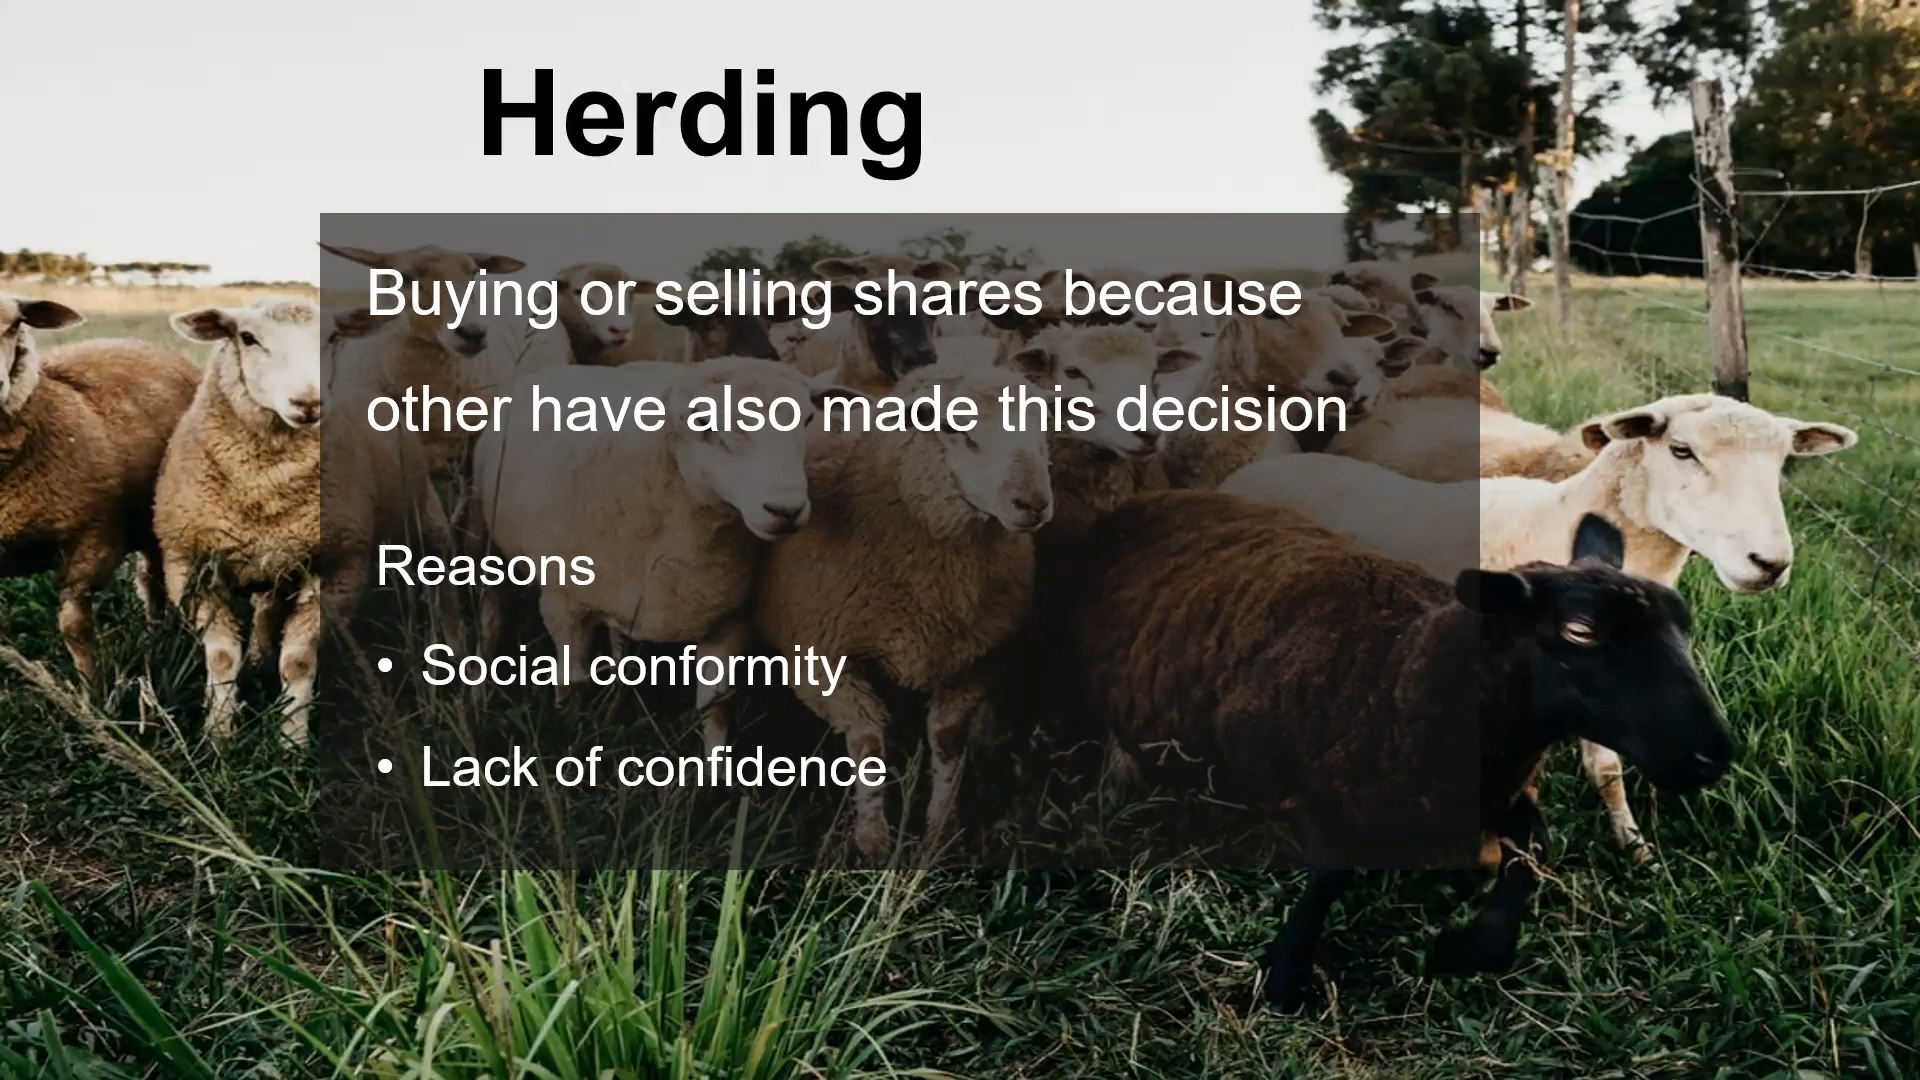 Herding
Buying or selling shares because
other have also made this decision
Reasons
• Social conformity
• Lack of confidence